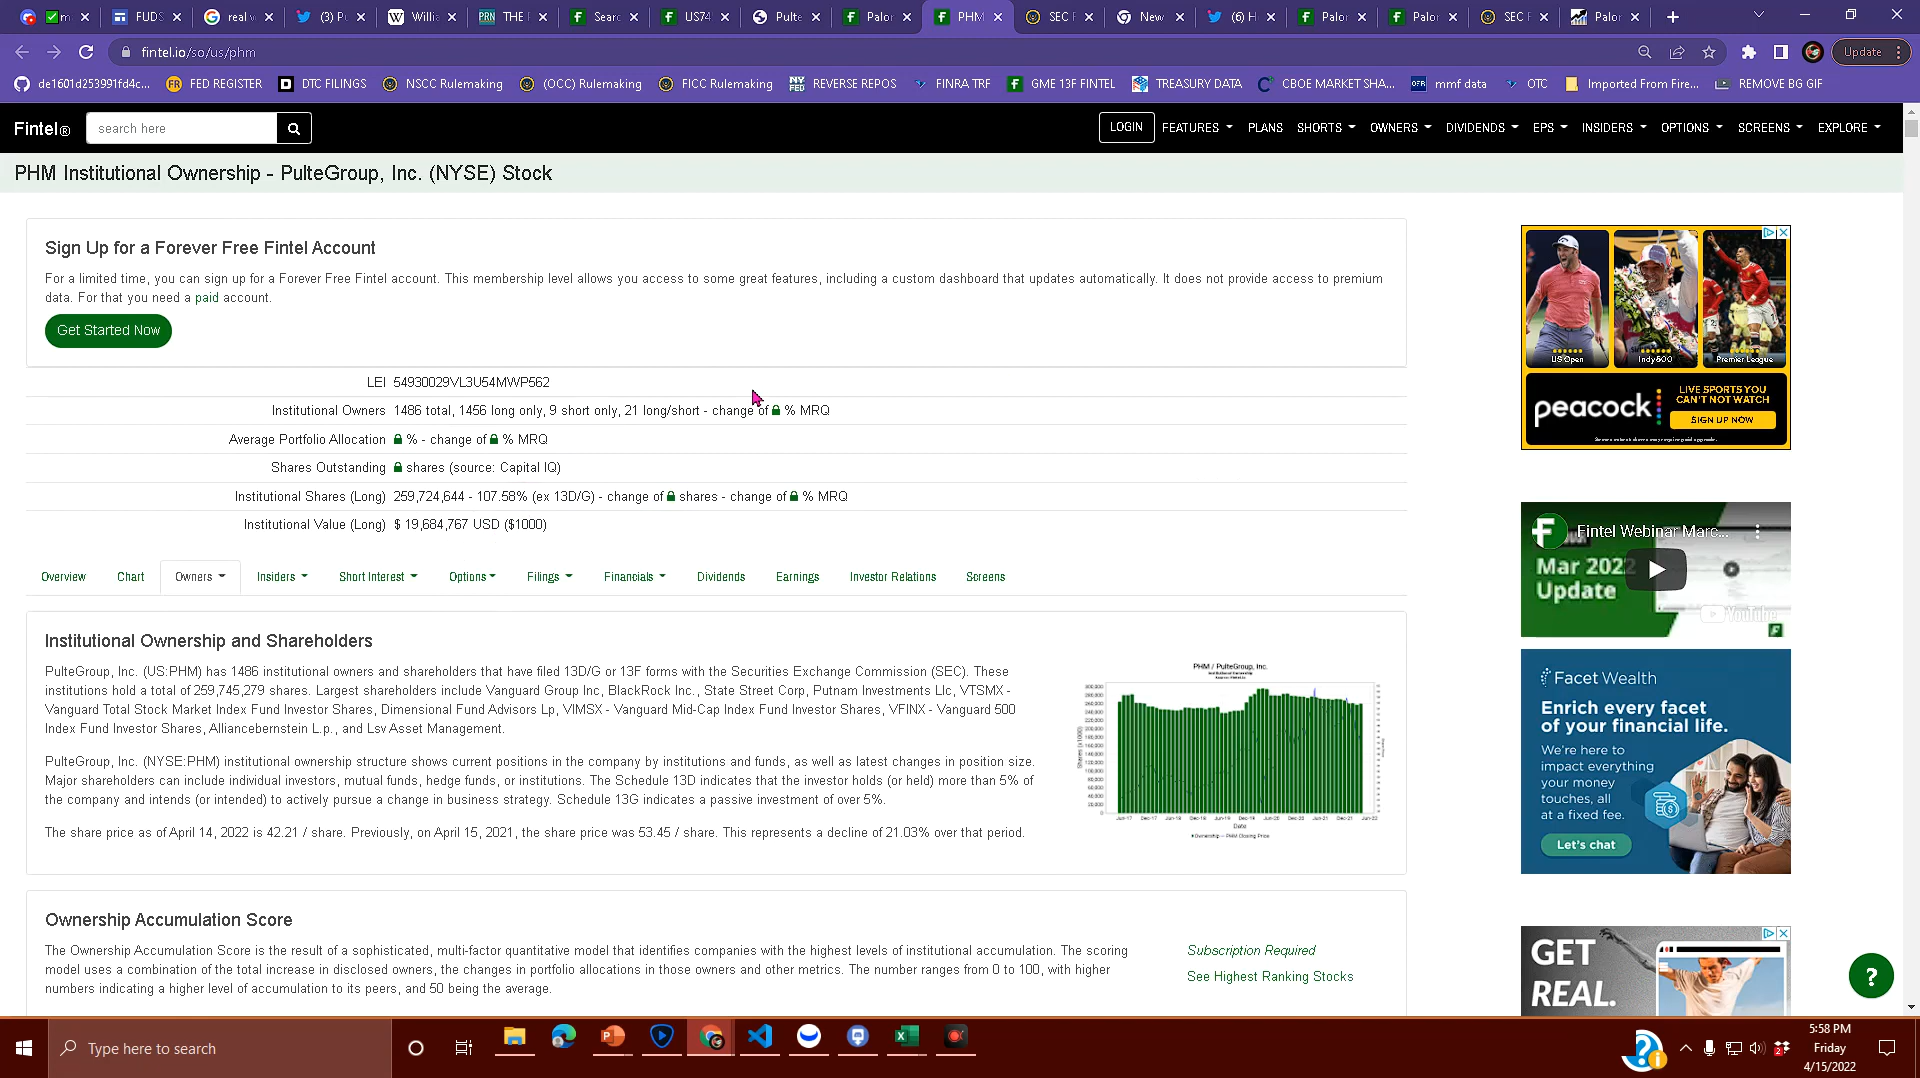 FUDS
real v
(3) P
Willia
THE
Searc
US74
Pulte
Palor
PHM
SEC F
New
(6) H
Palor
Palor
SEC F
Palor
fintel.io/so/us/phm
Update
de1601d253991fd4c...
FED REGISTER
DTC FILINGS
NSCC Rulemaking
(OCC) Rulemaking
FICC Rulemaking
REVERSE REPOS
FINRA TRF
GME 13F FINTEL
TREASURY DATA
CBOE MARKET SHA...
mmf data
OTC
Imported From Fire...
REMOVE BG GIF
Fintel®
search here
LOGIN
FEATURES
PLANS
SHORTS
OWNERS
DIVIDENDS
EPS
INSIDERS
OPTIONS
SCREENS
EXPLORE
PHM Institutional Ownership - PulteGroup, Inc. (NYSE) Stock
Sign Up for a Forever Free Fintel Account
For a limited time, you can sign up for a Forever Free Fintel account. This membership level allows you access to some great features, including a custom dashboard that updates automatically. It does not provide access to premium
data. For that you need a paid account.
Get Started Now
LEI 54930029VL3U54MWP562
Institutional Owners 1486 total, 1456 long only, 9 short only, 21 long/short - change of % MRQ
Average Portfolio Allocation % - change of % MRQ
Shares Outstanding shares (source: Capital IQ)
Institutional Shares (Long) 259,724,644 - 107.58% (ex 13D/G) - change of shares - change of % MRQ
Institutional Value (Long) $ 19,684,767 USD ($1000)
Overview
Chart
Owners
Insiders
Short Interest
Options
Filings
Financials
Dividends
Earnings
Investor Relations
Screens
Institutional Ownership and Shareholders
PulteGroup, Inc. (US:PHM) has 1486 institutional owners and shareholders that have filed 13D/G or 13F forms with the Securities Exchange Commission (SEC). These
institutions hold a total of 259,745,279 shares. Largest shareholders include Vanguard Group Inc, BlackRock Inc., State Street Corp, Putnam Investments Llc, VTSMX -
Vanguard Total Stock Market Index Fund Investor Shares, Dimensional Fund Advisors Lp, VIMSX - Vanguard Mid-Cap Index Fund Investor Shares, VFINX - Vanguard 500
Index Fund Investor Shares, Alliancebernstein L.p., and Lsv Asset Management.
PulteGroup, Inc. (NYSE:PHM) institutional ownership structure shows current positions in the company by institutions and funds, as well as latest changes in position size.
Major shareholders can include individual investors, mutual funds, hedge funds, or institutions. The Schedule 13D indicates that the investor holds (or held) more than 5% of
the company and intends (or intended) to actively pursue a change in business strategy. Schedule 13G indicates a passive investment of over 5%.
The share price as of April 14, 2022 is 42.21 / share. Previously, on April 15, 2021, the share price was 53.45 / share. This represents a decline of 21.03% over that period.
PHM / PulteGroup, Inc.
Date
Ownership Accumulation Score
The Ownership Accumulation Score is the result of a sophisticated, multi-factor quantitative model that identifies companies with the highest levels of institutional accumulation. The scoring
model uses a combination of the total increase in disclosed owners, the changes in portfolio allocations in those owners and other metrics. The number ranges from 0 to 100, with higher
numbers indicating a higher level of accumulation to its peers, and 50 being the average.
Subscription Required
See Highest Ranking Stocks
US Open
Indy500
Premier League
peacock
LIVE SPORTS YOU
CAN'T NOT WATCH
SIGN UP NOW
Fintel Webinar Marc...
Mar 2022
Update
YouTube
Facet Wealth
Enrich every facet
of your financial life.
We're here to
impact everything
your money
touches, all
at a fixed fee.
Let's chat
GET
REAL.
?
Type here to search
5:58 PM
Friday
4/15/2022